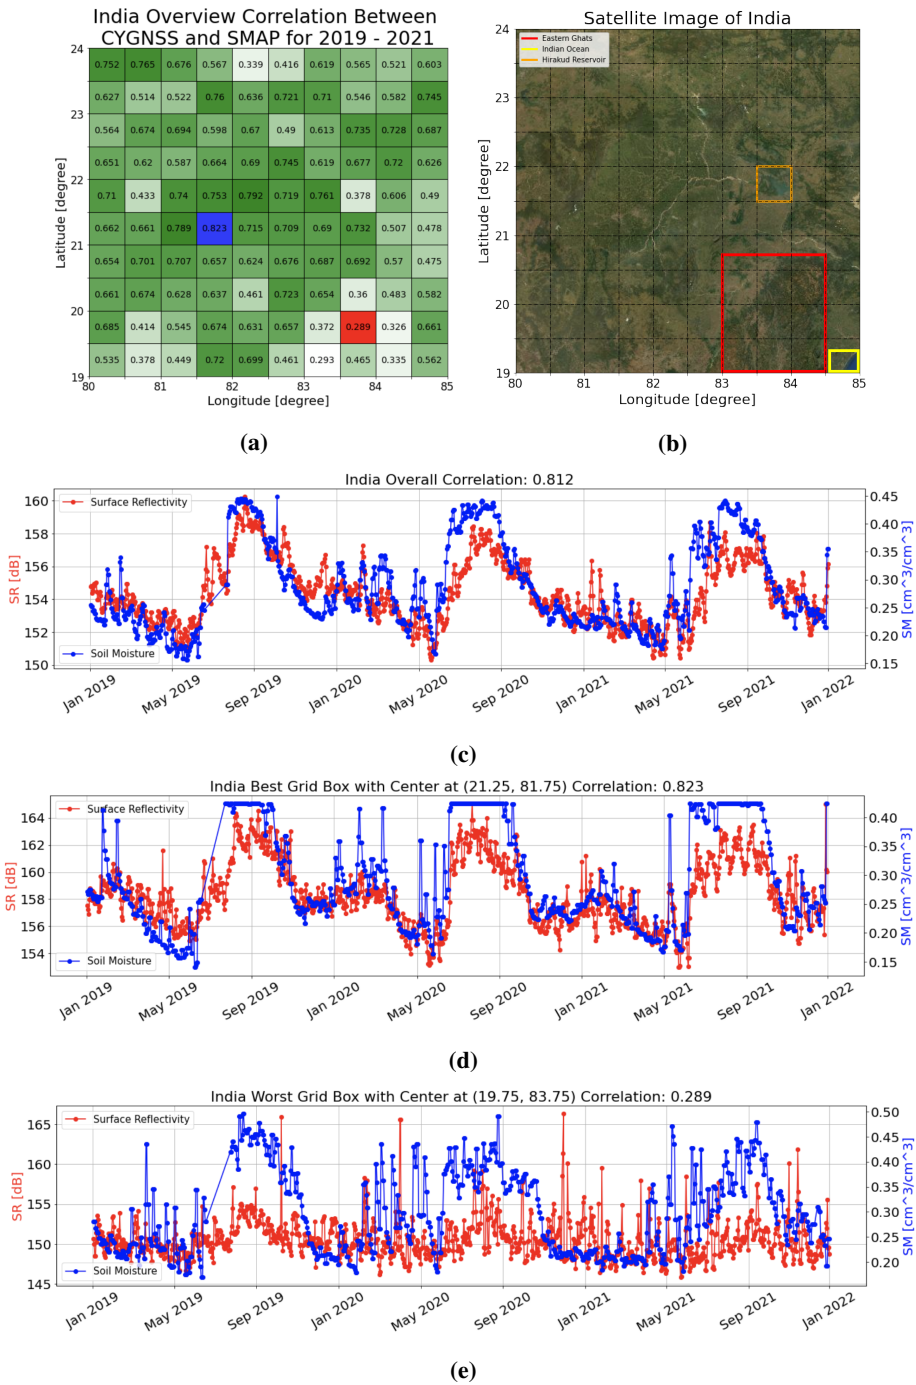 India Overview Correlation Between
CYGNSS and SMAP for 2019 - 2021
24
23
22
21
20
19
Latitude [degree]
0.752 0.765 0.676 0.567 0.339 0.416 0.619 0.565 0.521 0.603
0.627 0.514 0.522 0.76 0.636 0.721 0.71 0.546 0.582 0.745
0.564 0.674 0.694 0.598 0.67 0.49 0.613 0.735 0.728 0.687
0.651 0.62 0.587 0.664 0.69 0.745 0.619 0.677 0.72 0.626
0.71 0.433 0.74 0.753 0.792 0.719 0.761 0.378 0.606 0.49
0.662 0.661 0.789 0.823 0.715 0.709 0.69 0.732 0.507 0.478
0.654 0.701 0.707 0.657 0.624 0.676 0.687 0.692 0.57 0.475
0.661 0.674 0.628 0.637 0.461 0.723 0.654 0.36 0.483 0.582
0.685 0.414 0.545 0.674 0.631 0.657 0.372 0.289 0.326 0.661
0.535 0.378 0.449 0.72 0.699 0.461 0.293 0.465 0.335 0.562
80 81 82 83 84 85
Longitude [degree]
(a)
Satellite Image of India
Eastern Ghats
Indian Ocean
Hirakud Reservoir
24
23
22
21
20
19
Latitude [degree]
80 81 82 83 84 85
Longitude [degree]
(b)
India Overall Correlation: 0.812
Surface Reflectivity
Soil Moisture
160
158
156
154
152
150
SR [dB]
0.45
0.40
0.35
0.30
0.25
0.20
0.15
SM [cm^3/cm^3]
Jan 2019 May 2019 Sep 2019 Jan 2020 May 2020 Sep 2020 Jan 2021 May 2021 Sep 2021 Jan 2022
(c)
India Best Grid Box with Center at (21.25, 81.75) Correlation: 0.823
Surface Reflectivity
Soil Moisture
164
162
160
158
156
154
SR [dB]
0.40
0.35
0.30
0.25
0.20
0.15
SM [cm^3/cm^3]
Jan 2019 May 2019 Sep 2019 Jan 2020 May 2020 Sep 2020 Jan 2021 May 2021 Sep 2021 Jan 2022
(d)
India Worst Grid Box with Center at (19.75, 83.75) Correlation: 0.289
Surface Reflectivity
Soil Moisture
165
160
155
150
145
SR [dB]
0.50
0.45
0.40
0.35
0.30
0.25
0.20
SM [cm^3/cm^3]
Jan 2019 May 2019 Sep 2019 Jan 2020 May 2020 Sep 2020 Jan 2021 May 2021 Sep 2021 Jan 2022
(e)